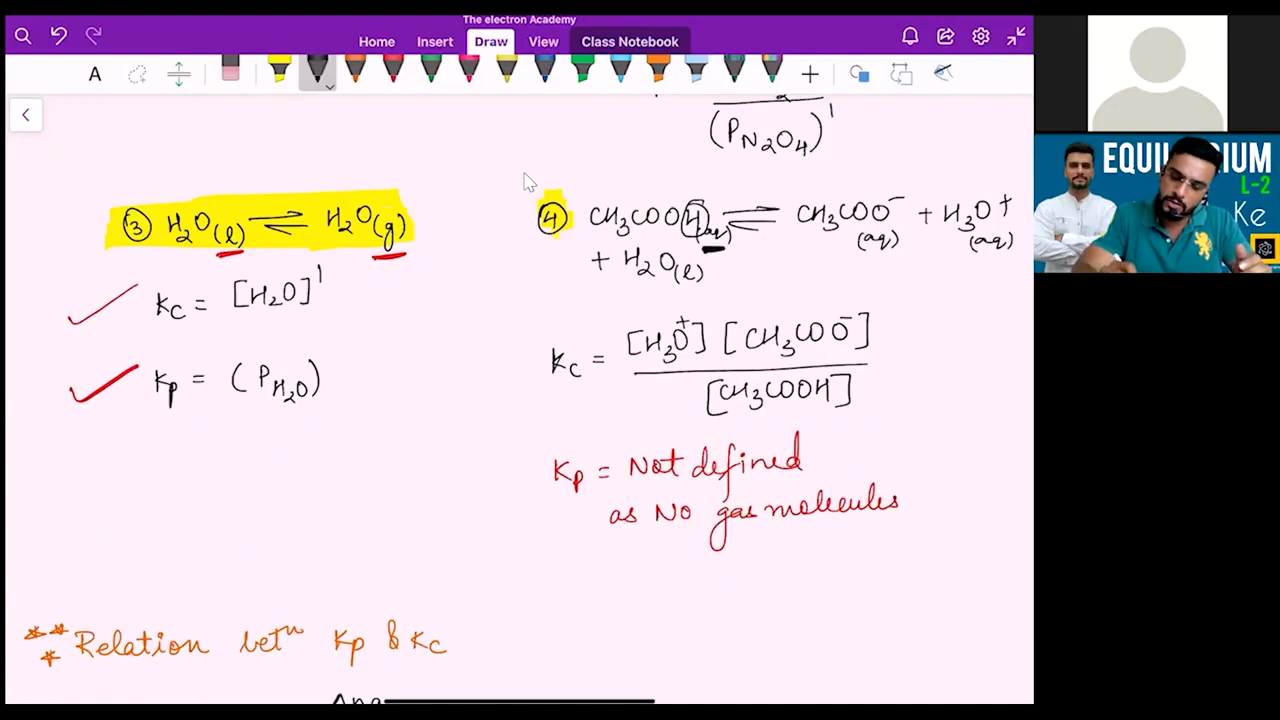 The electron Academy
Home Insert Draw View Class Notebook
A
(P_N2O4)^1
③ H2O(l) ⇌ H2O(g)
Kc = [H2O]^1
Kp = (P_H2O)
④ CH3COOH(aq) ⇌ CH3COO^-(aq) + H3O^+(aq)
+ H2O(l)
Kc = [H3O^+] [CH3COO^-]
[CH3COOH]
Kp = Not defined
as No gas molecules
Relation betⁿ Kp & Kc
EQUILIBRIUM
L-2
Ke